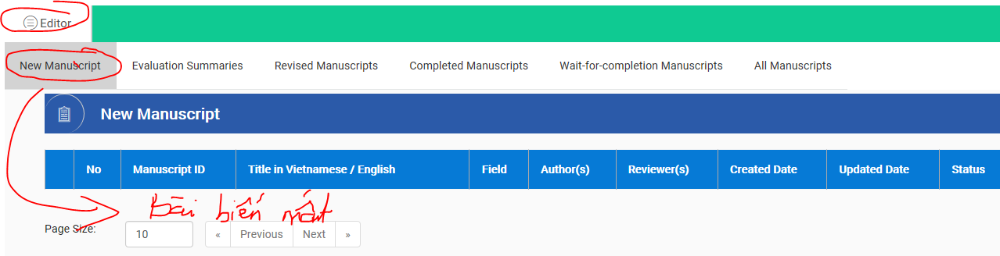 Editor
New Manuscript Evaluation Summaries Revised Manuscripts Completed Manuscripts Wait-for-completion Manuscripts All Manuscripts
New Manuscript
No Manuscript ID Title in Vietnamese / English Field Author(s) Reviewer(s) Created Date Updated Date Status
Bài biến mất
Page Size: 10 « Previous Next »